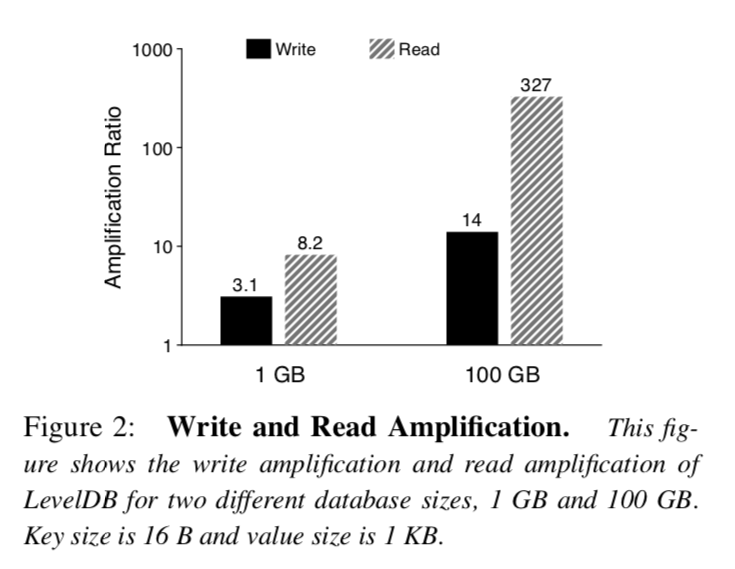 1000
Write
Read
327
100
14
10
8.2
3.1
1
Amplification Ratio
1 GB
100 GB
Figure 2: Write and Read Amplification. This fig-
ure shows the write amplification and read amplification of
LevelDB for two different database sizes, 1 GB and 100 GB.
Key size is 16 B and value size is 1 KB.